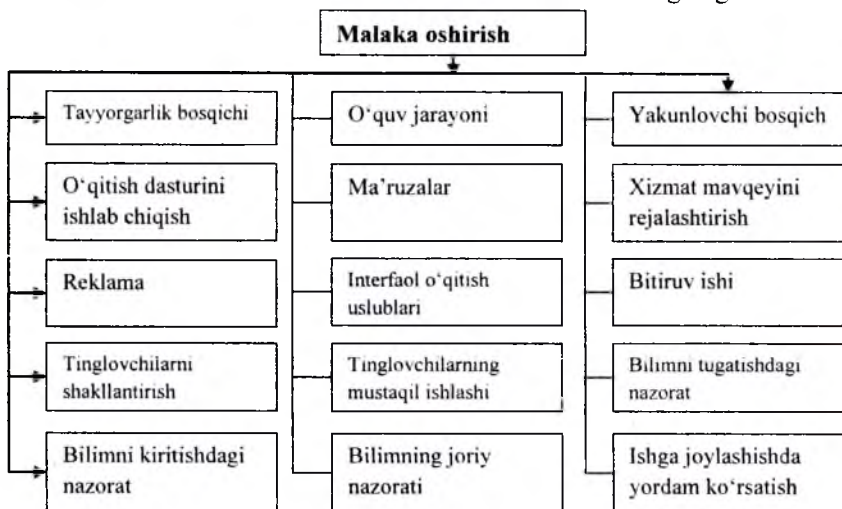 Malaka oshirish
Tayyorgarlik bosqichi
O‘quv jarayoni
Yakunlovchi bosqich
O‘qitish dasturini
ishlab chiqish
Ma’ruzalar
Xizmat mavqeyini
rejalashtirish
Reklama
Interfaol o‘qitish
uslublari
Bitiruv ishi
Tinglovchilarni
shakllantirish
Tinglovchilarning
mustaqil ishlashi
Bilimni tugatishdagi
nazorat
Bilimni kiritishdagi
nazorat
Bilimning joriy
nazorati
Ishga joylashishda
yordam ko‘rsatish